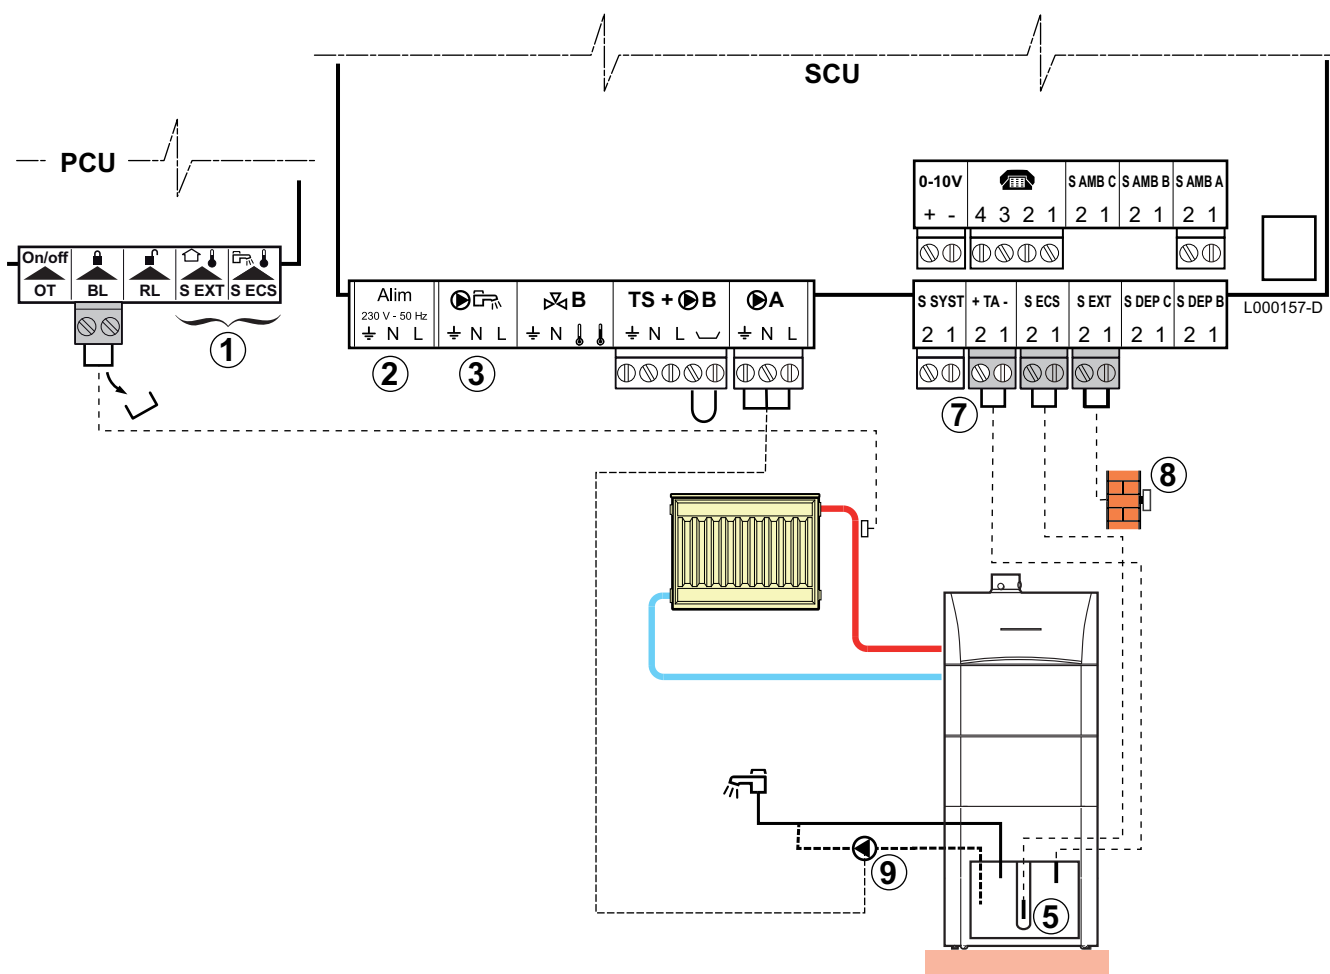 SCU
PCU
0-10V
S AMB C
S AMB B
S AMB A
+ -
4 3 2 1
2 1
2 1
2 1
On/off
OT
BL
RL
S EXT
S ECS
1
Alim
230 V - 50 Hz
N L
2
N L
3
B
N
TS + B
N L
A
N L
S SYST
+ TA -
S ECS
S EXT
S DEP C
S DEP B
2 1
2 1
2 1
2 1
2 1
2 1
L000157-D
7
8
9
5